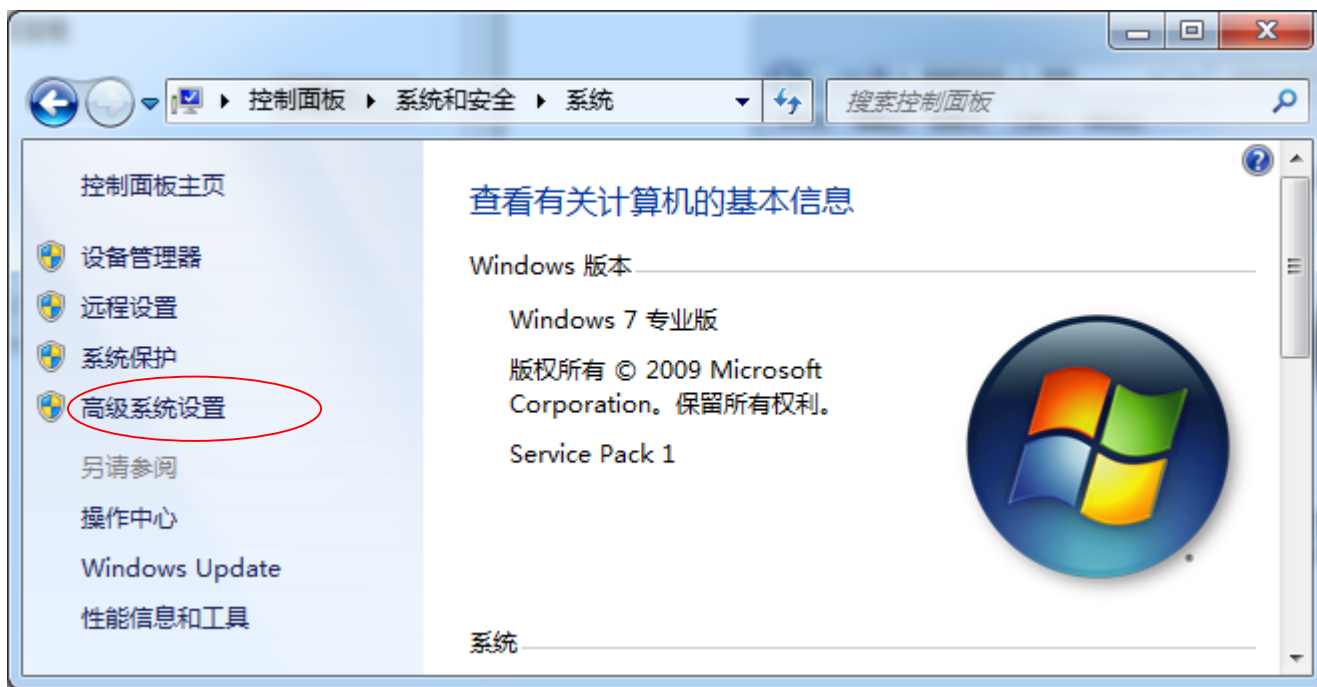 控制面板 系统和安全 系统
搜索控制面板
控制面板主页
设备管理器
远程设置
系统保护
高级系统设置
另请参阅
操作中心
Windows Update
性能信息和工具
查看有关计算机的基本信息
Windows 版本
Windows 7 专业版
版权所有 © 2009 Microsoft
Corporation。保留所有权利。
Service Pack 1
系统